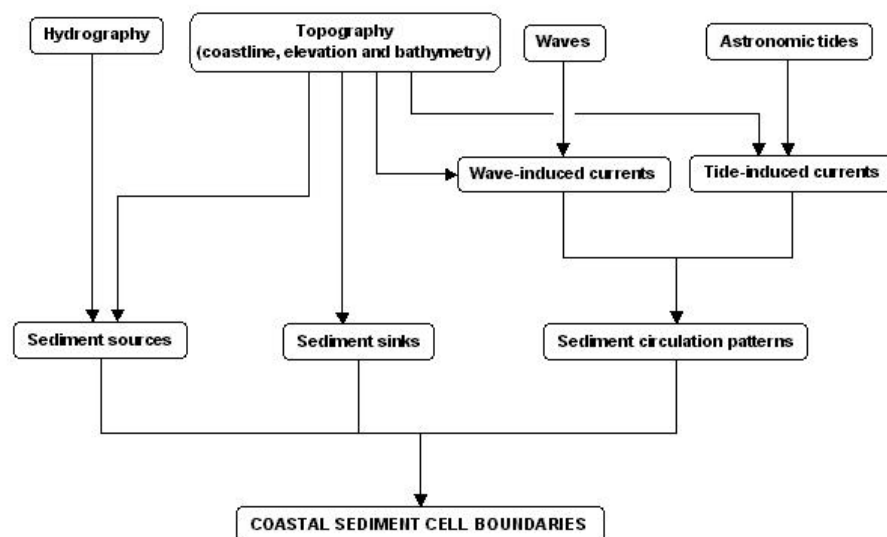 Hydrography
Topography
(coastline, elevation and bathymetry)
Waves
Astronomic tides
Wave-induced currents
Tide-induced currents
Sediment sources
Sediment sinks
Sediment circulation patterns
COASTAL SEDIMENT CELL BOUNDARIES